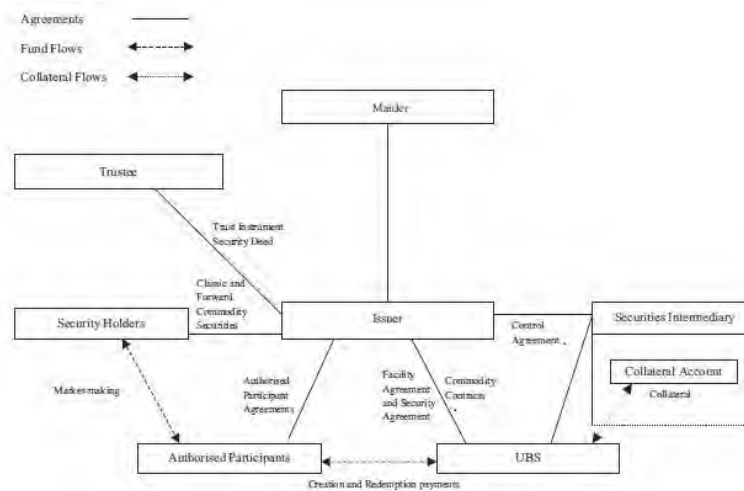 Agreements
Fund Flows
Collateral Flows
Trustee
Trust Instrument
Security Deed
Classic and
Forward
Commodity
Securities
Security Holders
Issuer
Control
Agreement
Securities Intermediary
Collateral Account
Collateral
Market-making
Authorised
Participant
Agreements
Facility
Agreement
and Security
Agreement
Commodity
Contracts
Authorised Participants
UBS
Creation and Redemption payments